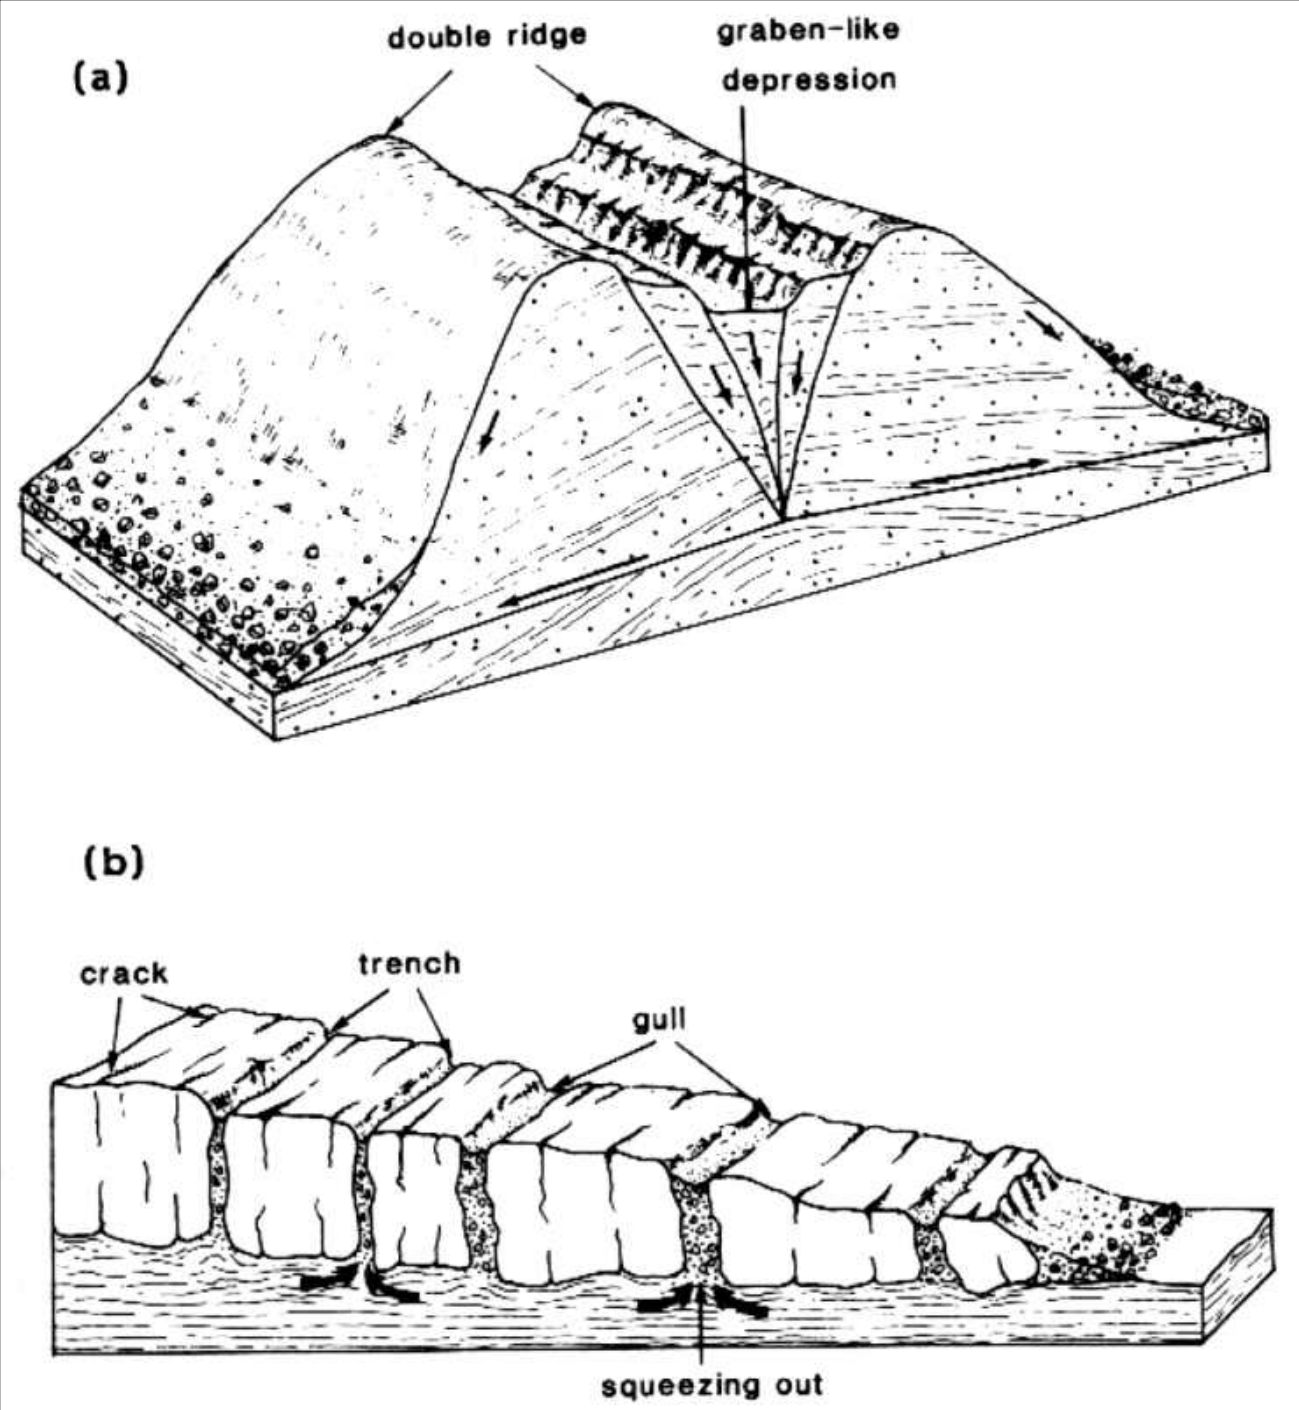 (a)
double ridge
graben-like
depression
(b)
crack
trench
gull
squeezing out